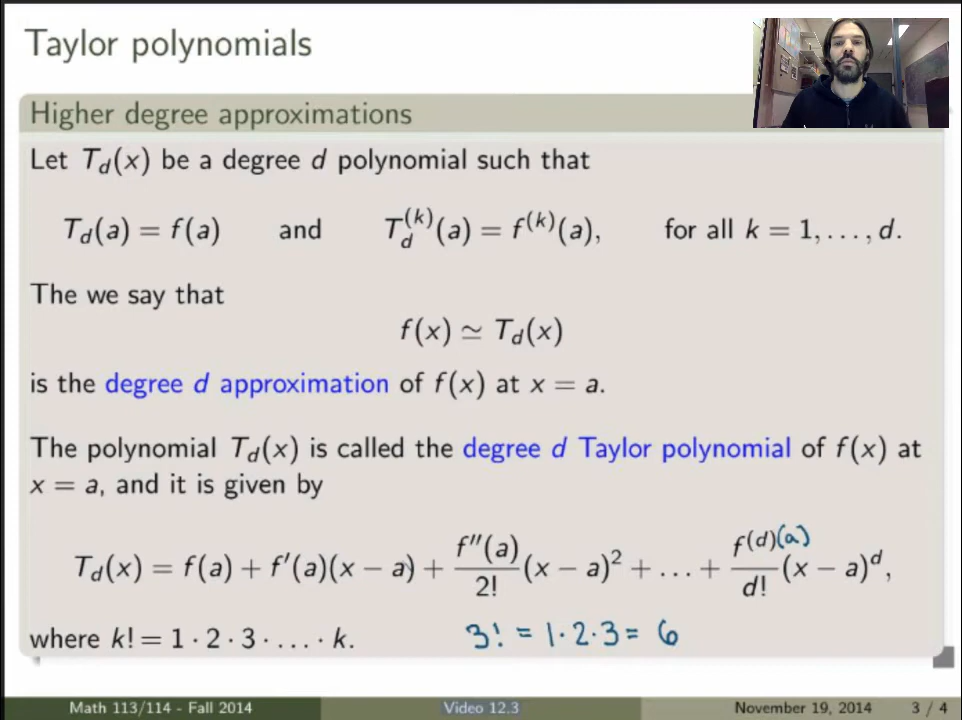 Taylor polynomials
Higher degree approximations
Let T_d(x) be a degree d polynomial such that
T_d(a) = f(a) and T_d^(k)(a) = f^(k)(a), for all k = 1, . . . , d.
The we say that
f(x) ≃ T_d(x)
is the degree d approximation of f(x) at x = a.
The polynomial T_d(x) is called the degree d Taylor polynomial of f(x) at
x = a, and it is given by
T_d(x) = f(a) + f′(a)(x − a) + f″(a)/2! (x − a)² + . . . + f^(d)(a)/d! (x − a)^d,
where k! = 1 · 2 · 3 · . . . · k. 3! = 1·2·3 = 6
Math 113/114 - Fall 2014 Video 12.3 November 19, 2014 3 / 4